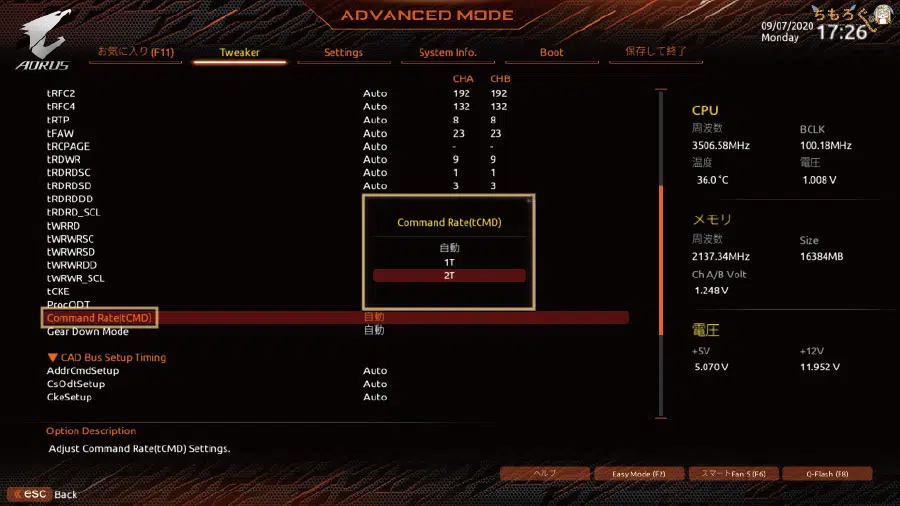 ADVANCED MODE
ちもろぐ
09/07/2020
Monday
17:26
AORUS
お気に入り (F11)
Tweaker
Settings
System Info.
Boot
保存して終了
CHA CHB
tRFC2 Auto 192 192
tRFC4 Auto 132 132
tRTP Auto 8 8
tFAW Auto 23 23
tRCPAGE Auto - -
tRDWR Auto 9 9
tRDRDSC Auto 1 1
tRDRDSD Auto 3 3
tRDRDDD
tRDRD_SCL
tWRRD
tWRWRSC
tWRWRSD
tWRWRDD
tWRWR_SCL
tCKE
ProcODT
Command Rate(tCMD) 自動
Gear Down Mode 自動
Command Rate(tCMD)
自動
1T
2T
▼ CAD Bus Setup Timing
AddrCmdSetup Auto
CsOdtSetup Auto
CkeSetup Auto
CPU
周波数 BCLK
3506.58MHz 100.18MHz
温度 電圧
36.0 °C 1.008 V
メモリ
周波数 Size
2137.34MHz 16384MB
Ch A/B Volt
1.248 V
電圧
+5V +12V
5.070 V 11.952 V
Option Description
Adjust Command Rate(tCMD) Settings.
ヘルプ
Easy Mode (F2)
スマート Fan 5 (F6)
Q-Flash (F8)
esc Back